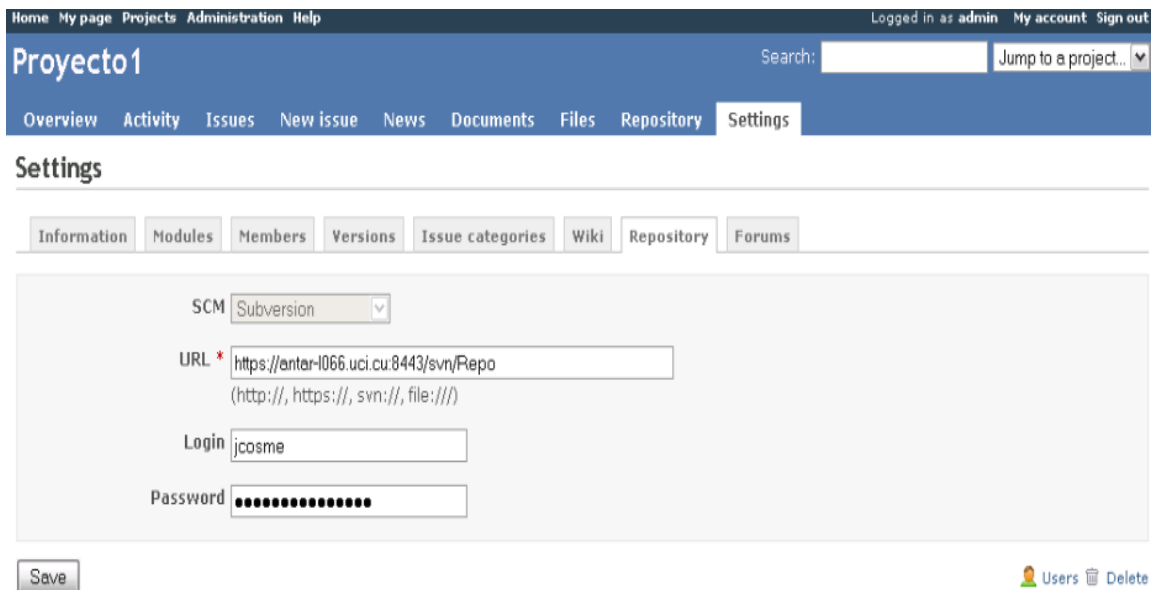 Home My page Projects Administration Help Logged in as admin My account Sign out
Proyecto1 Search: Jump to a project...
Overview Activity Issues New issue News Documents Files Repository Settings
Settings
Information Modules Members Versions Issue categories Wiki Repository Forums
SCM Subversion
URL * https://antar-l066.uci.cu:8443/svn/Repo
(http://, https://, svn://, file:///)
Login jcosme
Password ●●●●●●●●●●●●●●●
Save Users Delete